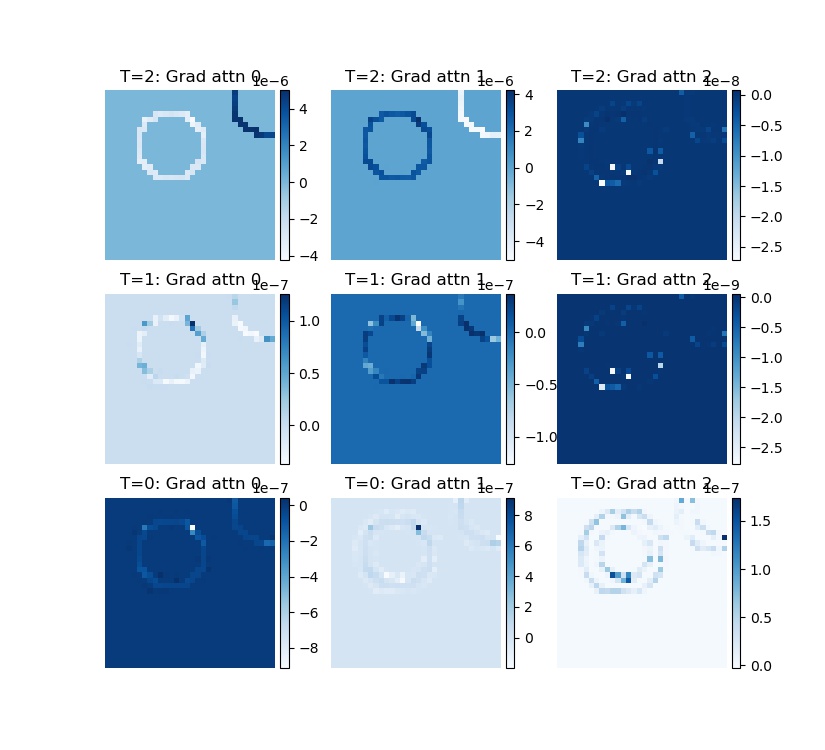 T=2: Grad attn 0
1e−6
T=2: Grad attn 1
1e−6
T=2: Grad attn 2
1e−8
4
2
0
−2
−4
4
2
0
−2
−4
0.0
−0.5
−1.0
−1.5
−2.0
−2.5
T=1: Grad attn 0
1e−7
T=1: Grad attn 1
1e−7
T=1: Grad attn 2
1e−9
1.0
0.5
0.0
0.0
−0.5
−1.0
0.0
−0.5
−1.0
−1.5
−2.0
−2.5
T=0: Grad attn 0
1e−7
T=0: Grad attn 1
1e−7
T=0: Grad attn 2
1e−7
0
−2
−4
−6
−8
8
6
4
2
0
1.5
1.0
0.5
0.0